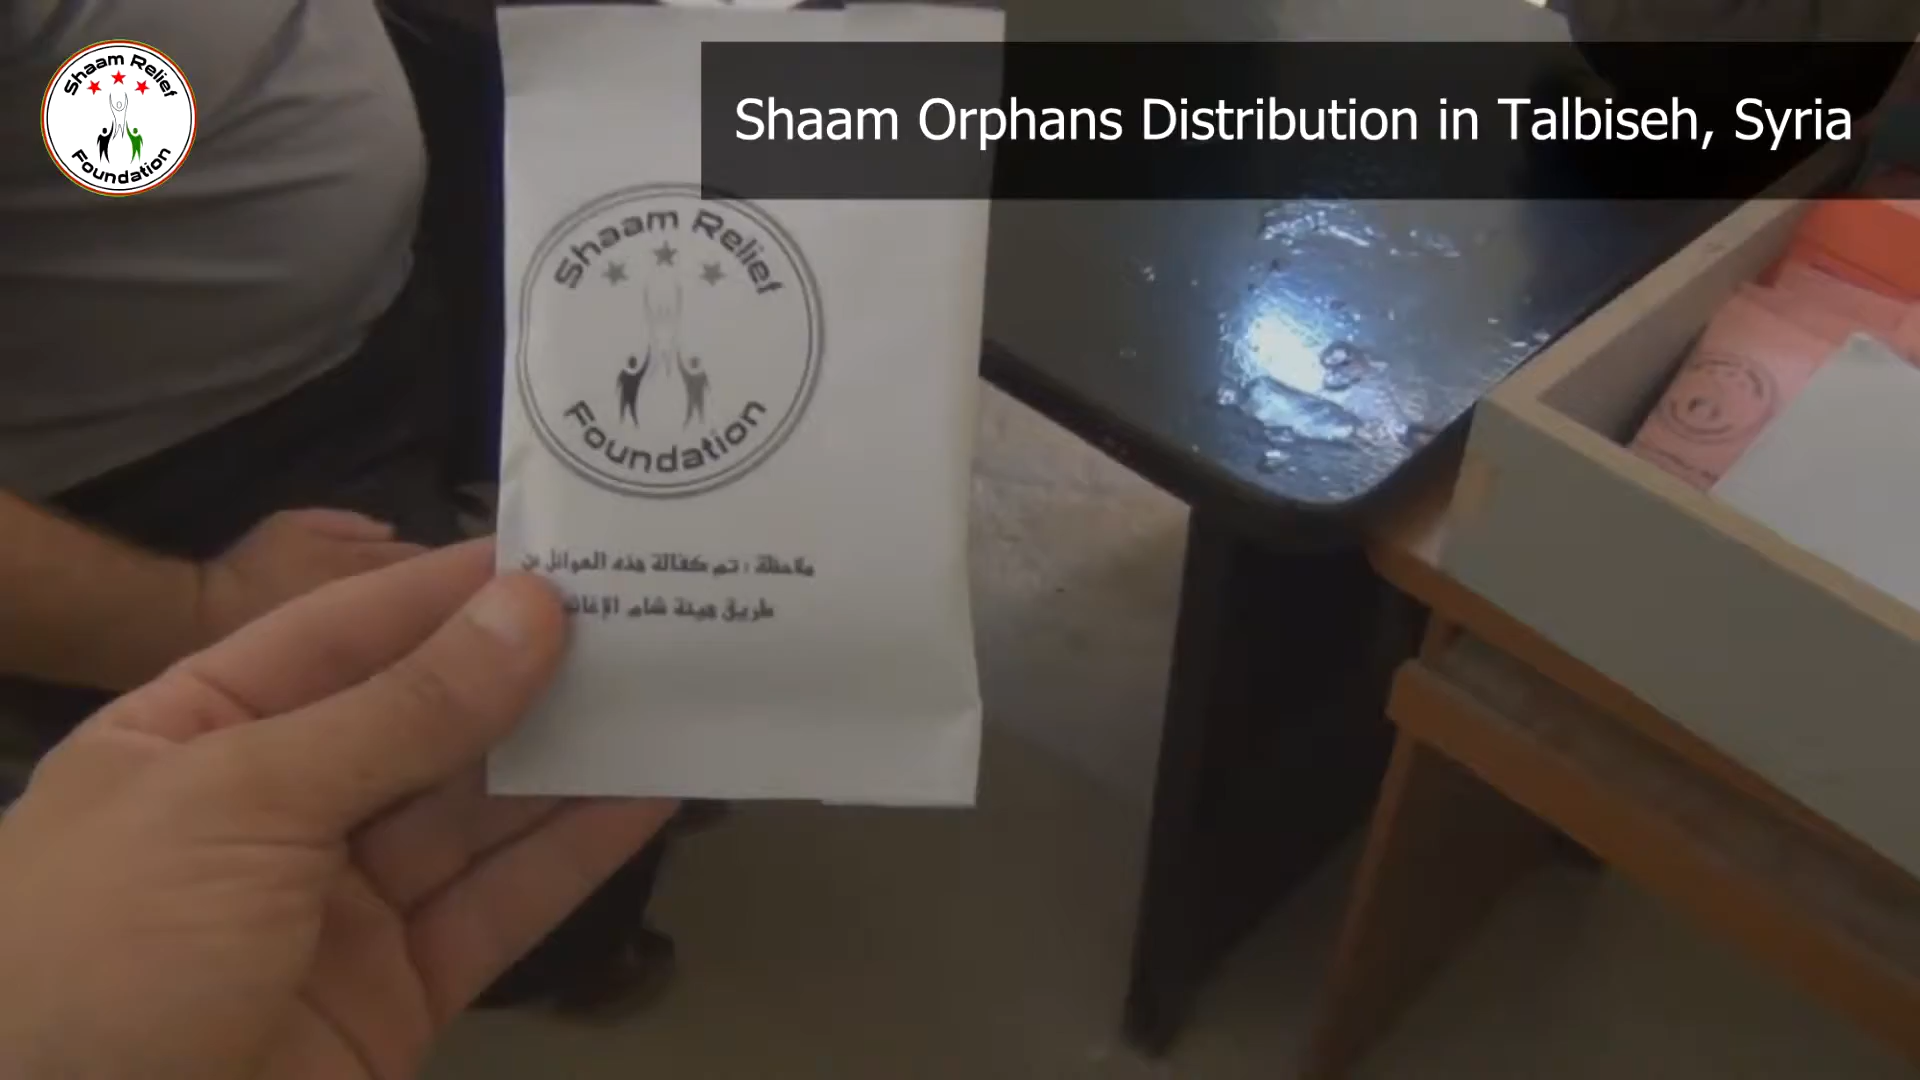 Shaam Relief
Foundation
Shaam Orphans Distribution in Talbiseh, Syria
Shaam Relief
Foundation
ملاحظة : تم كفالة هذه العوائل من
طريق هيئة شام